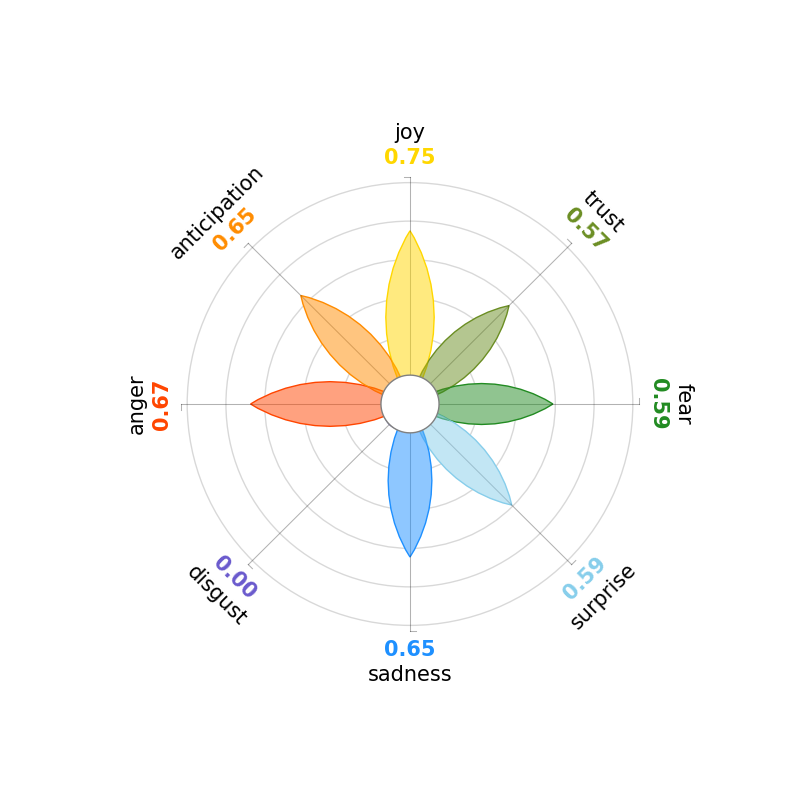 joy
0.75
trust
0.57
fear
0.59
surprise
0.59
0.65
sadness
disgust
0.00
anger
0.67
anticipation
0.65